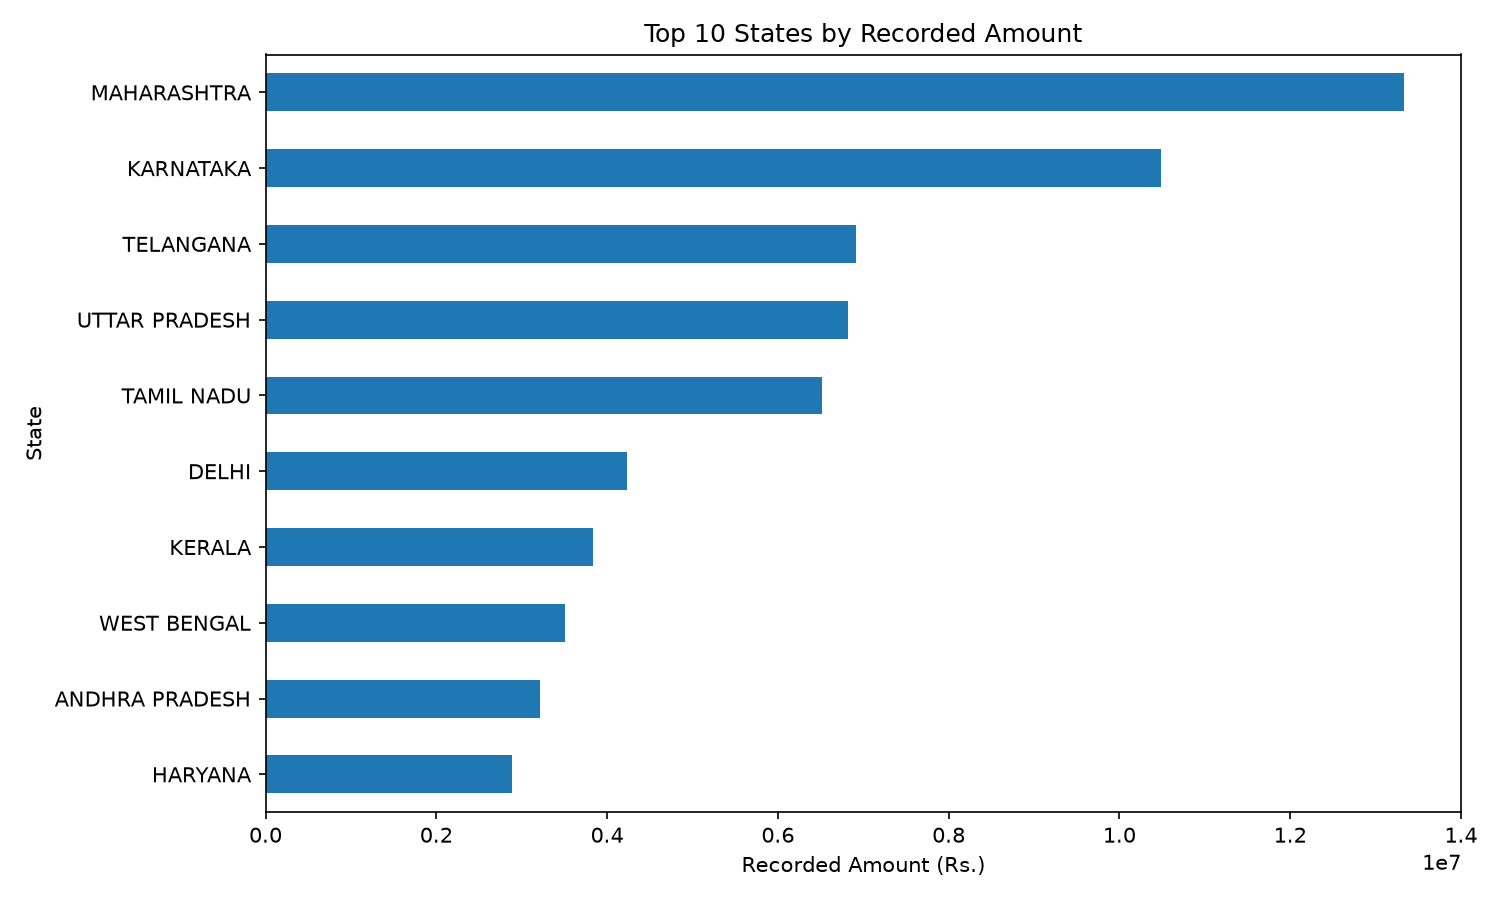 Top 10 States by Recorded Amount
MAHARASHTRA
KARNATAKA
TELANGANA
UTTAR PRADESH
TAMIL NADU
DELHI
KERALA
WEST BENGAL
ANDHRA PRADESH
HARYANA
State
0.0 0.2 0.4 0.6 0.8 1.0 1.2 1.4
1e7
Recorded Amount (Rs.)